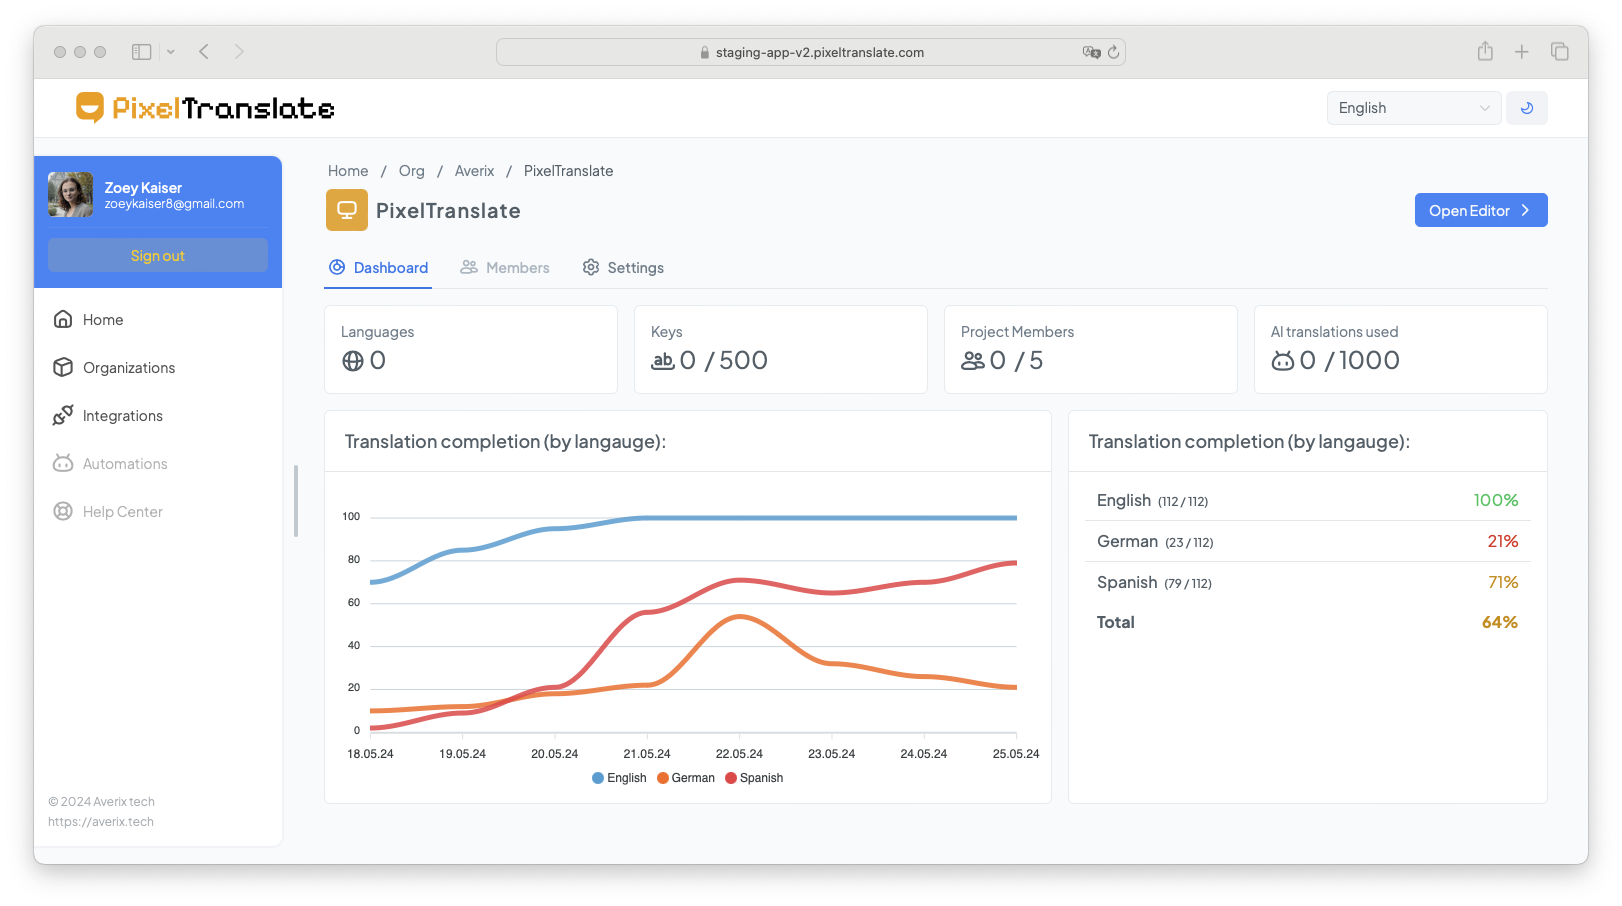 staging-app-v2.pixeltranslate.com
PixelTranslate
English
Zoey Kaiser
zoeykaiser8@gmail.com
Sign out
Home
Organizations
Integrations
Automations
Help Center
© 2024 Averix tech
https://averix.tech
Home / Org / Averix / PixelTranslate
PixelTranslate
Open Editor
Dashboard Members Settings
Languages
0
Keys
ab 0 / 500
Project Members
0 / 5
AI translations used
0 / 1000
Translation completion (by langauge):
100
80
60
40
20
0
18.05.24 19.05.24 20.05.24 21.05.24 22.05.24 23.05.24 24.05.24 25.05.24
English German Spanish
Translation completion (by langauge):
English (112 / 112) 100%
German (23 / 112) 21%
Spanish (79 / 112) 71%
Total 64%